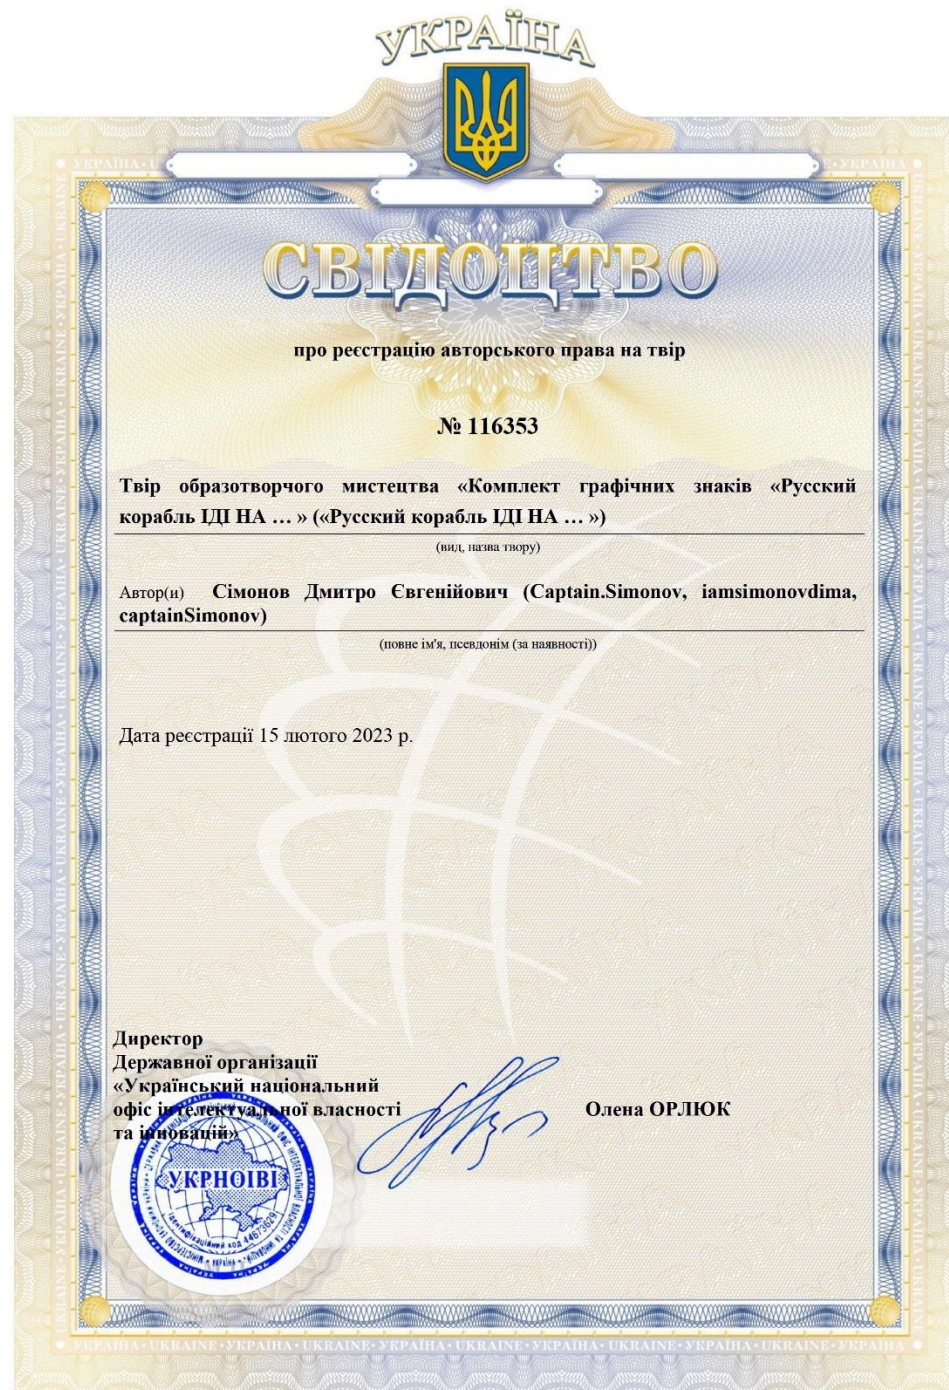 УКРАЇНА
СВІДОЦТВО
про реєстрацію авторського права на твір
№ 116353
Твір образотворчого мистецтва «Комплект графічних знаків «Русский
корабль ІДІ НА … » («Русский корабль ІДІ НА … »)
(вид, назва твору)
Автор(и) Сімонов Дмитро Євгенійович (Captain.Simonov, iamsimonovdima,
captainSimonov)
(повне ім'я, псевдонім (за наявності))
Дата реєстрації 15 лютого 2023 р.
Директор
Державної організації
«Український національний
офіс інтелектуальної власності
та інновацій»
Олена ОРЛЮК
УКРНОІВІ
Ідентифікаційний код 44673629